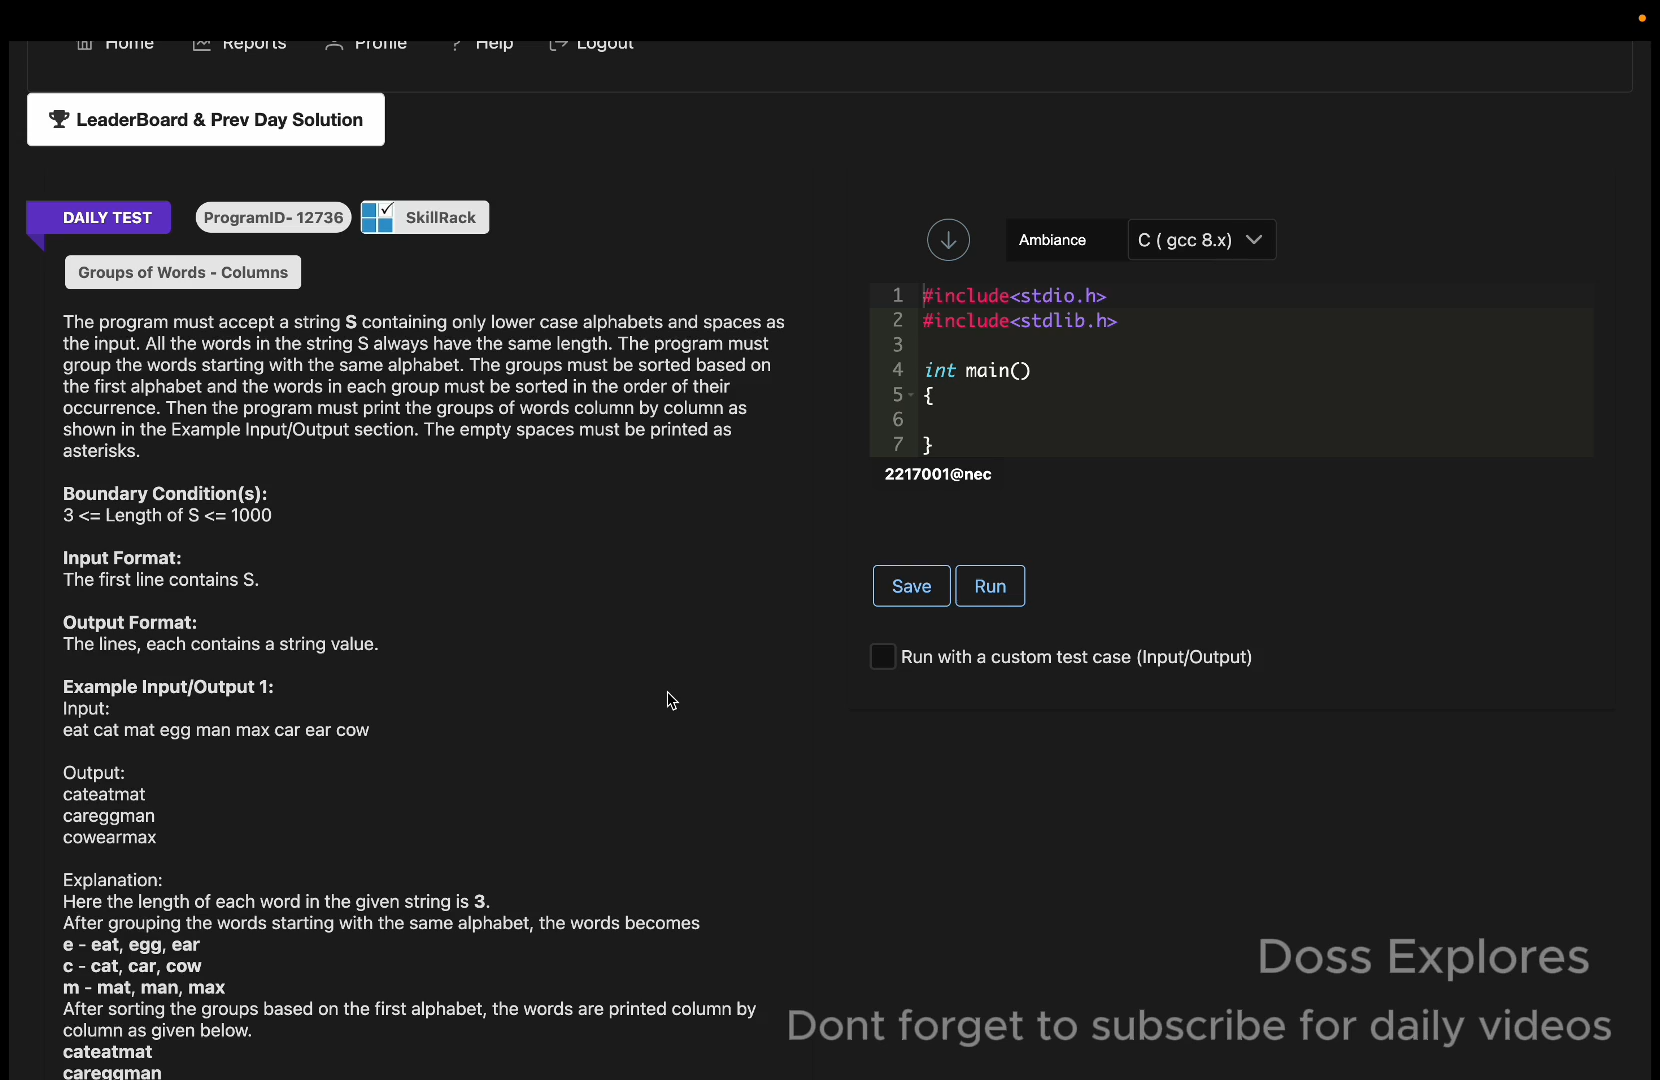 Home Reports Profile ? Help Logout
LeaderBoard & Prev Day Solution
DAILY TEST ProgramID- 12736 SkillRack
Groups of Words - Columns
The program must accept a string S containing only lower case alphabets and spaces as
the input. All the words in the string S always have the same length. The program must
group the words starting with the same alphabet. The groups must be sorted based on
the first alphabet and the words in each group must be sorted in the order of their
occurrence. Then the program must print the groups of words column by column as
shown in the Example Input/Output section. The empty spaces must be printed as
asterisks.
Boundary Condition(s):
3 <= Length of S <= 1000
Input Format:
The first line contains S.
Output Format:
The lines, each contains a string value.
Example Input/Output 1:
Input:
eat cat mat egg man max car ear cow
Output:
cateatmat
careggman
cowearmax
Explanation:
Here the length of each word in the given string is 3.
After grouping the words starting with the same alphabet, the words becomes
e - eat, egg, ear
c - cat, car, cow
m - mat, man, max
After sorting the groups based on the first alphabet, the words are printed column by
column as given below.
cateatmat
careggman
Ambiance C ( gcc 8.x)
1 #include<stdio.h>
2 #include<stdlib.h>
3
4 int main()
5 {
6
7 }
2217001@nec
Save Run
Run with a custom test case (Input/Output)
Doss Explores
Dont forget to subscribe for daily videos